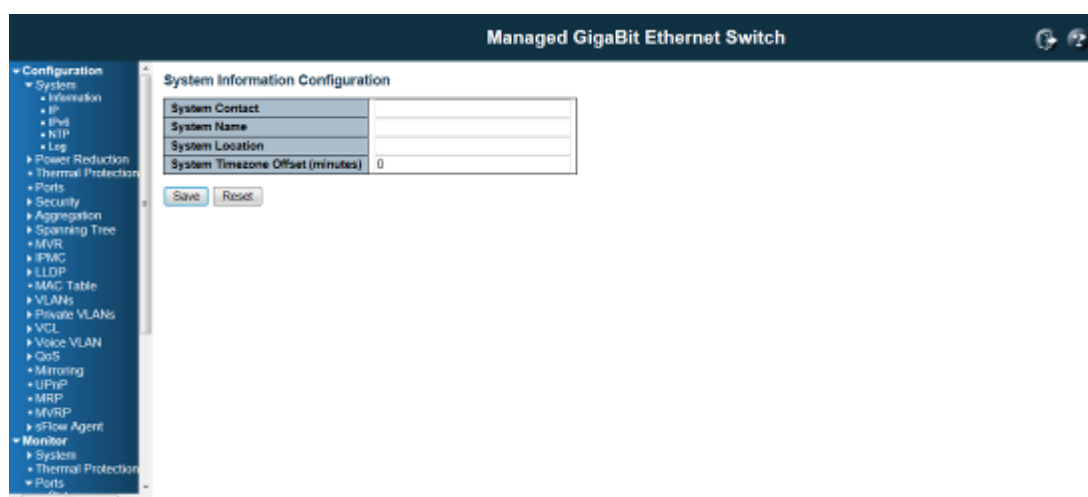 Managed GigaBit Ethernet Switch
Configuration
System
Information
IP
IPv6
NTP
Log
Power Reduction
Thermal Protection
Ports
Security
Aggregation
Spanning Tree
MVR
IPMC
LLDP
MAC Table
VLANs
Private VLANs
VCL
Voice VLAN
QoS
Mirroring
UPnP
MRP
MVRP
sFlow Agent
Monitor
System
Thermal Protection
Ports
System Information Configuration
System Contact
System Name
System Location
System Timezone Offset (minutes) 0
Save Reset